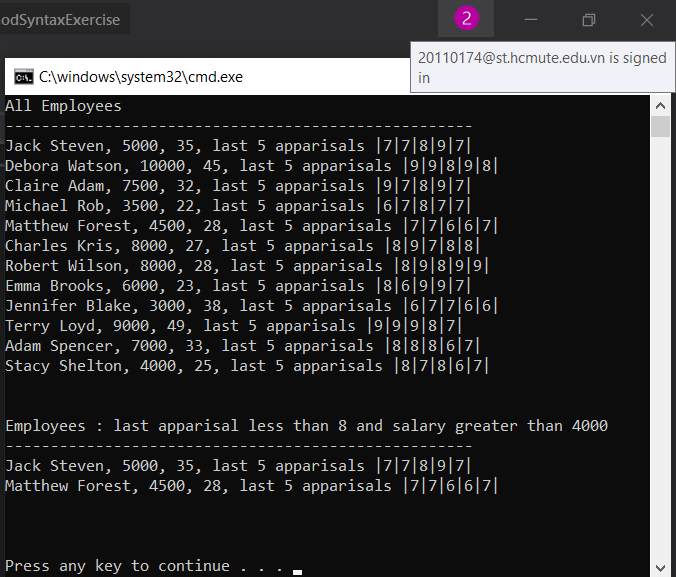 odSyntaxExercise
2
20110174@st.hcmute.edu.vn is signed
in
C:\windows\system32\cmd.exe
All Employees
----------------------------------------------------
Jack Steven, 5000, 35, last 5 apparisals |7|7|8|9|7|
Debora Watson, 10000, 45, last 5 apparisals |9|9|8|9|8|
Claire Adam, 7500, 32, last 5 apparisals |9|7|8|9|7|
Michael Rob, 3500, 22, last 5 apparisals |6|7|8|7|7|
Matthew Forest, 4500, 28, last 5 apparisals |7|7|6|6|7|
Charles Kris, 8000, 27, last 5 apparisals |8|9|7|8|8|
Robert Wilson, 8000, 28, last 5 apparisals |8|9|8|9|9|
Emma Brooks, 6000, 23, last 5 apparisals |8|6|9|9|7|
Jennifer Blake, 3000, 38, last 5 apparisals |6|7|7|6|6|
Terry Loyd, 9000, 49, last 5 apparisals |9|9|9|8|7|
Adam Spencer, 7000, 33, last 5 apparisals |8|8|8|6|7|
Stacy Shelton, 4000, 25, last 5 apparisals |8|7|8|6|7|
Employees : last apparisal less than 8 and salary greater than 4000
----------------------------------------------------
Jack Steven, 5000, 35, last 5 apparisals |7|7|8|9|7|
Matthew Forest, 4500, 28, last 5 apparisals |7|7|6|6|7|
Press any key to continue . . .